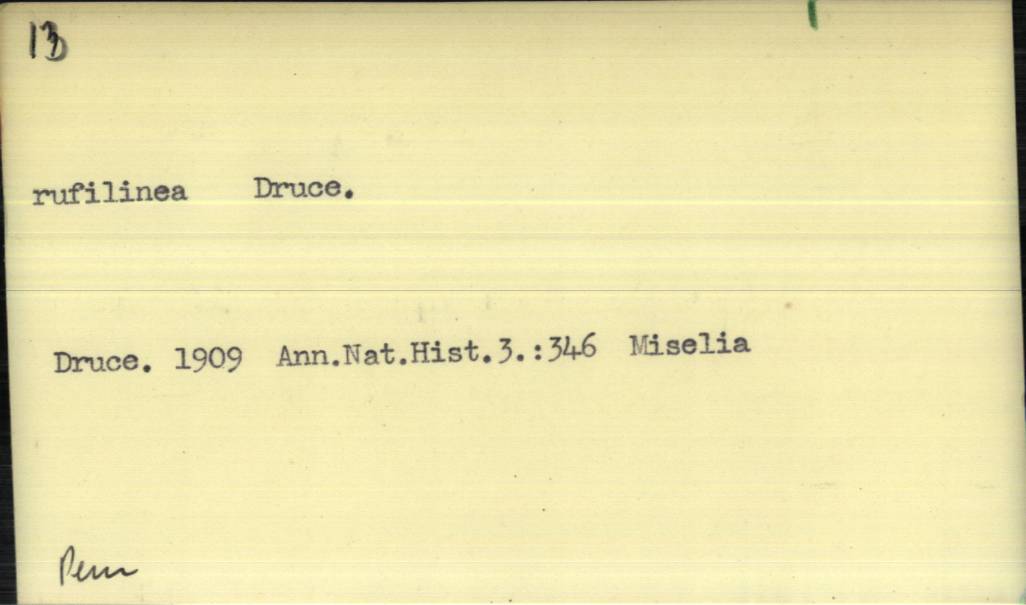 13
rufilinea Druce.
Druce. 1909 Ann.Nat.Hist.3.:346 Miselia
Peru